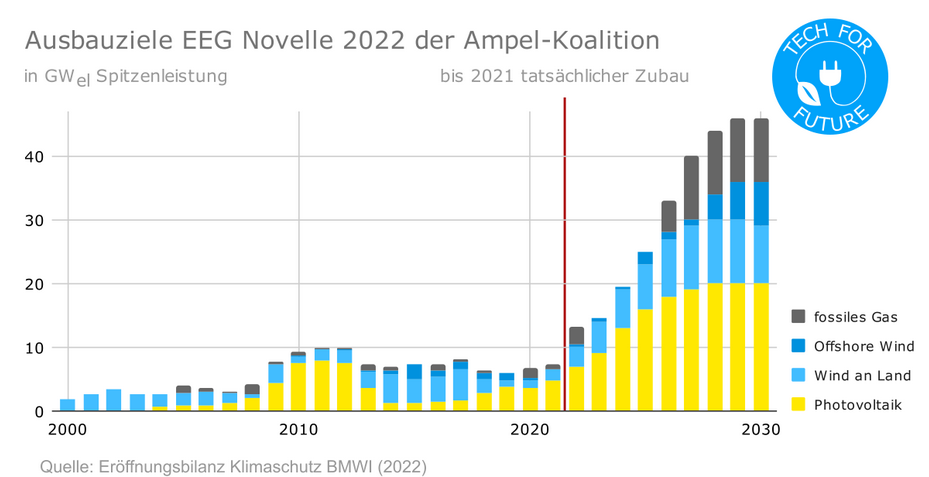 Ausbauziele EEG Novelle 2022 der Ampel-Koalition
in GWel Spitzenleistung
bis 2021 tatsächlicher Zubau
TECH FOR
FUTURE
40
30
20
10
0
2000
2010
2020
2030
fossiles Gas
Offshore Wind
Wind an Land
Photovoltaik
Quelle: Eröffnungsbilanz Klimaschutz BMWI (2022)